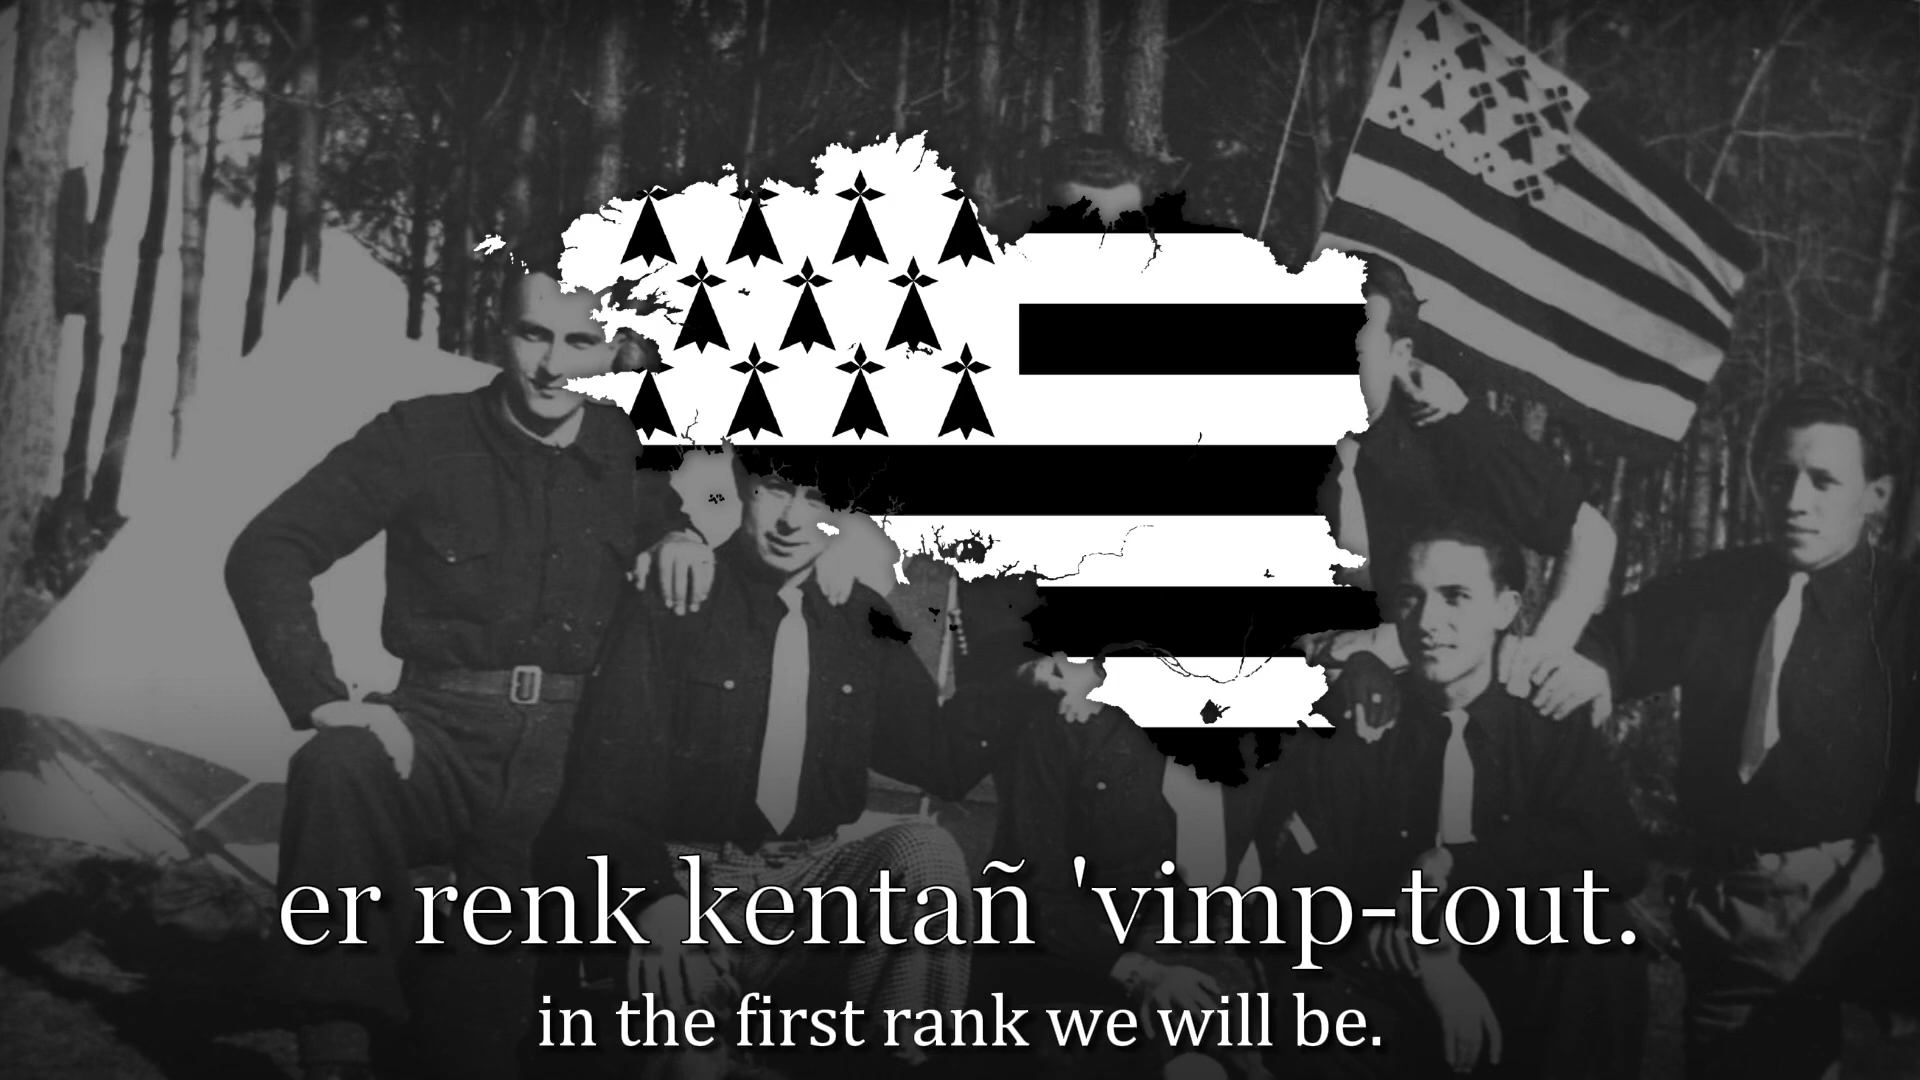 er renk kentañ 'vimp-tout.
in the first rank we will be.